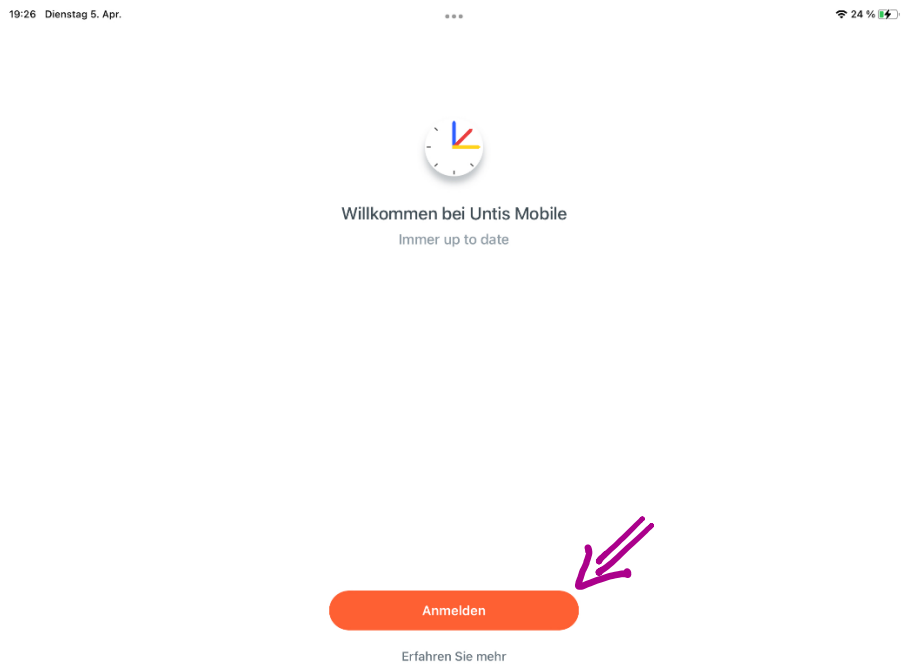 19:26 Dienstag 5. Apr.
24 %
Willkommen bei Untis Mobile
Immer up to date
Anmelden
Erfahren Sie mehr